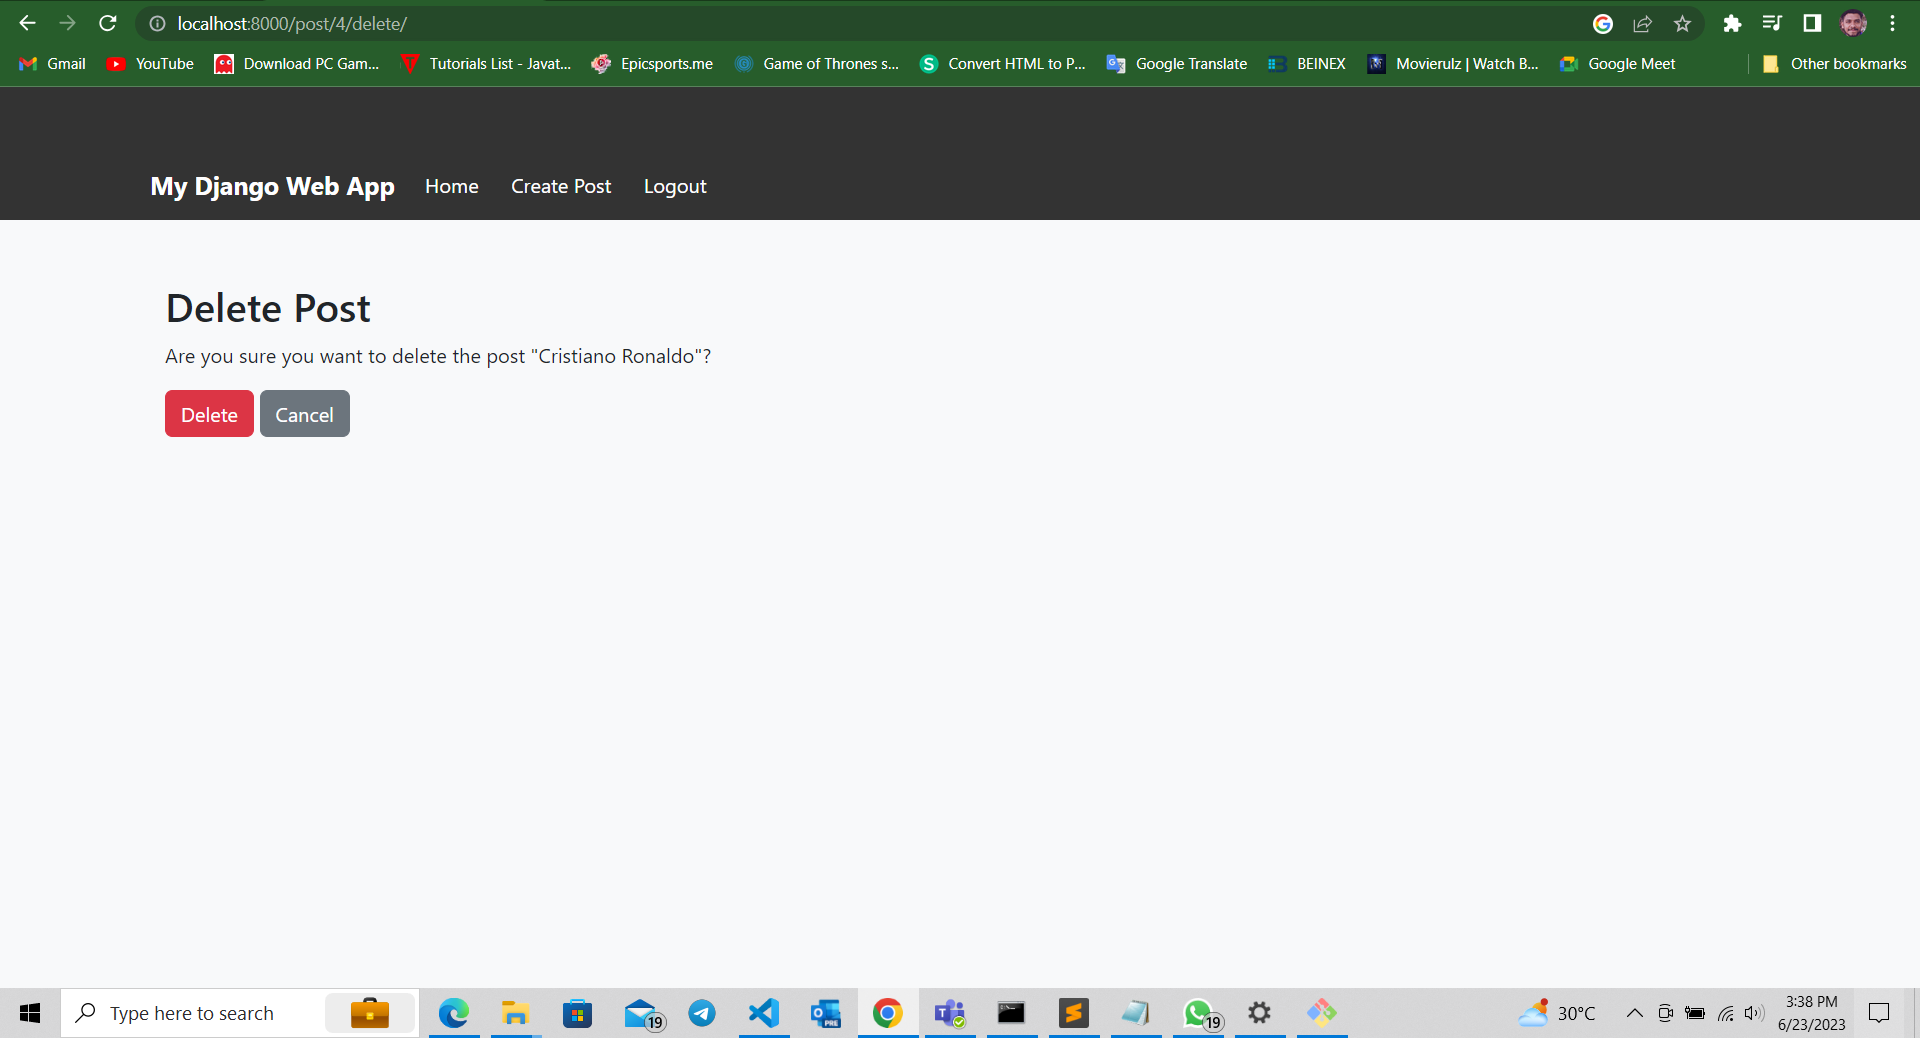 localhost:8000/post/4/delete/
Gmail YouTube Download PC Gam... Tutorials List - Javat... Epicsports.me Game of Thrones s... Convert HTML to P... Google Translate BEINEX Movierulz | Watch B... Google Meet Other bookmarks
My Django Web App Home Create Post Logout
Delete Post
Are you sure you want to delete the post "Cristiano Ronaldo"?
Delete Cancel
Type here to search 19 PRE 19 30°C 3:38 PM
6/23/2023